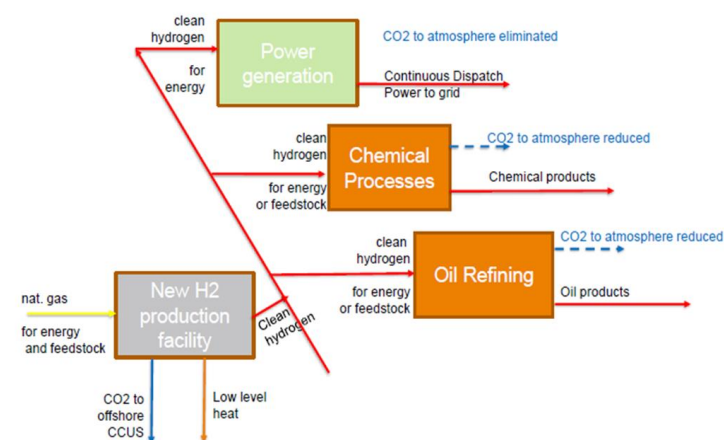 clean
hydrogen
for
energy
Power
generation
CO2 to atmosphere eliminated
Continuous Dispatch
Power to grid
clean
hydrogen
for energy
or feedstock
Chemical
Processes
CO2 to atmosphere reduced
Chemical products
clean
hydrogen
for energy
or feedstock
Oil Refining
CO2 to atmosphere reduced
Oil products
nat. gas
for energy
and feedstock
New H2
production
facility
Clean
hydrogen
CO2 to
offshore
CCUS
Low level
heat